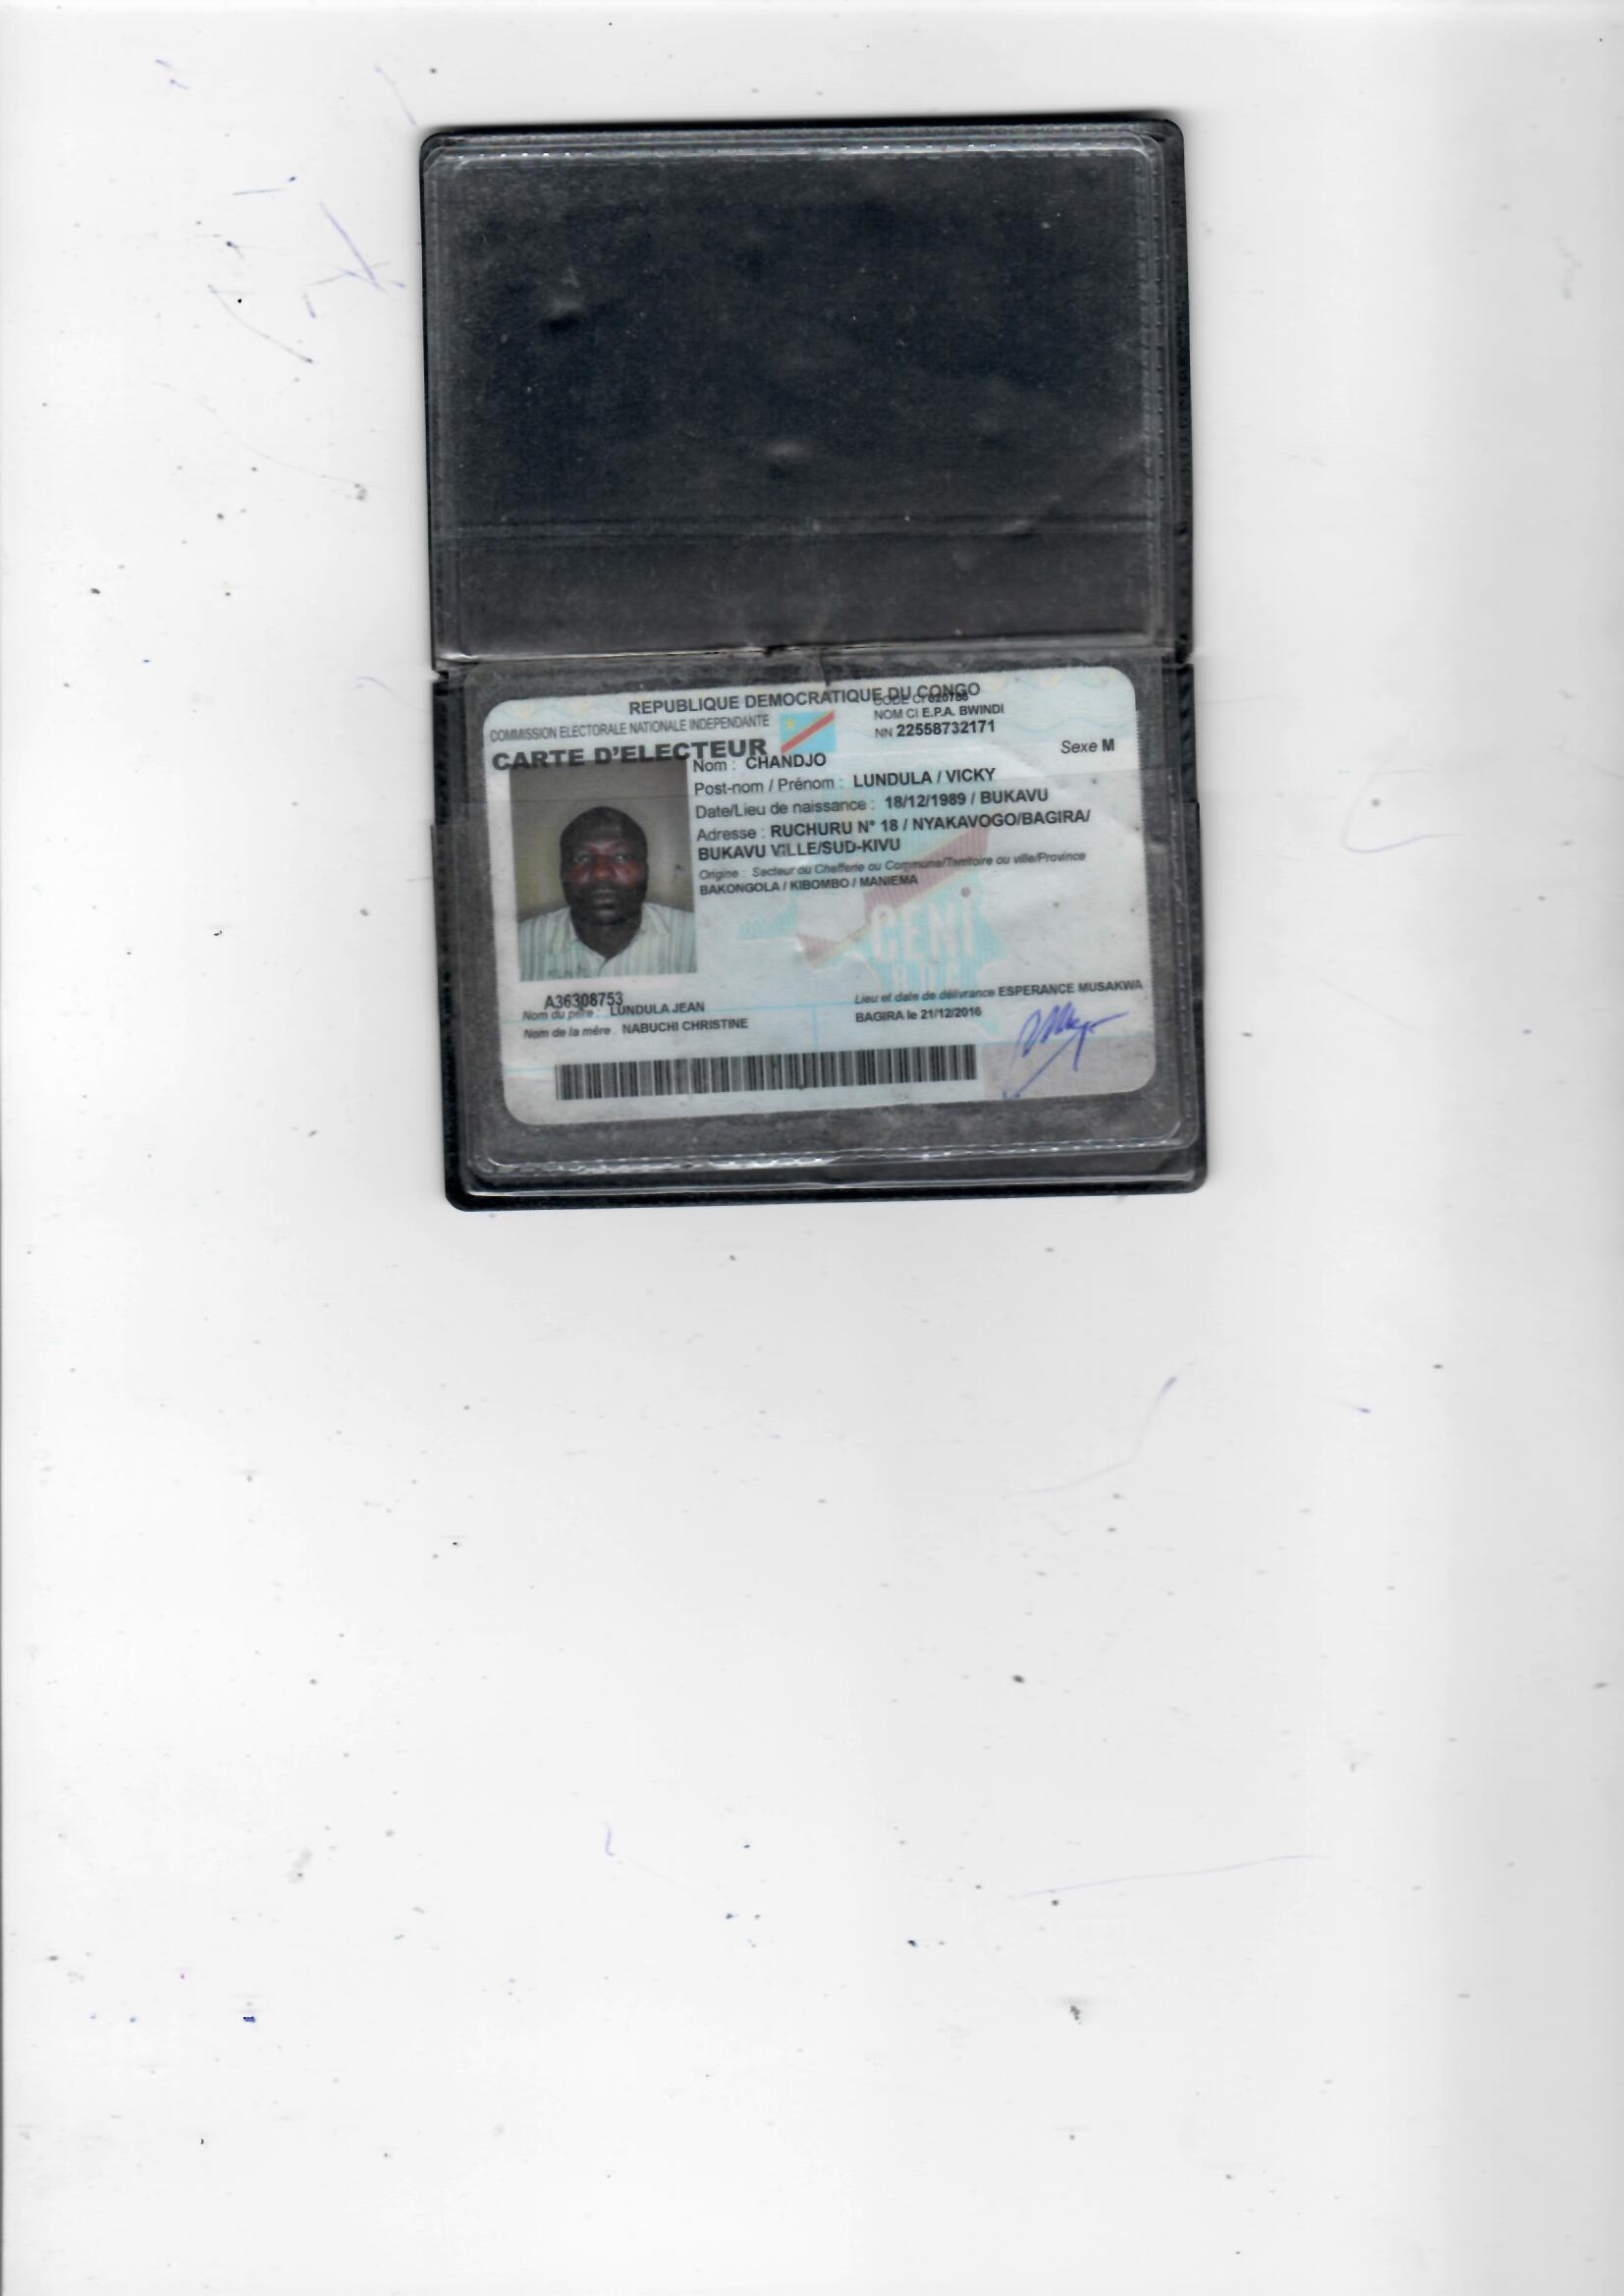 REPUBLIQUE DEMOCRATIQUE DU CONGO
COMMISSION ELECTORALE NATIONALE INDEPENDANTE
CODE CI 020788
NOM CI E.P.A. BWINDI
NN 22558732171
CARTE D'ELECTEUR
Sexe M
Nom : CHANDJO
Post-nom / Prénom : LUNDULA / VICKY
Date/Lieu de naissance : 18/12/1989 / BUKAVU
Adresse : RUCHURU N° 18 / NYAKAVOGO/BAGIRA/
BUKAVU VILLE/SUD-KIVU
Origine : Secteur ou Chefferie ou Commune/Territoire ou ville/Province
BAKONGOLA / KIBOMBO / MANIEMA
CENI
A36308753
Nom du père : LUNDULA JEAN
Nom de la mère : NABUCHI CHRISTINE
Lieu et date de délivrance ESPERANCE MUSAKWA
BAGIRA le 21/12/2016